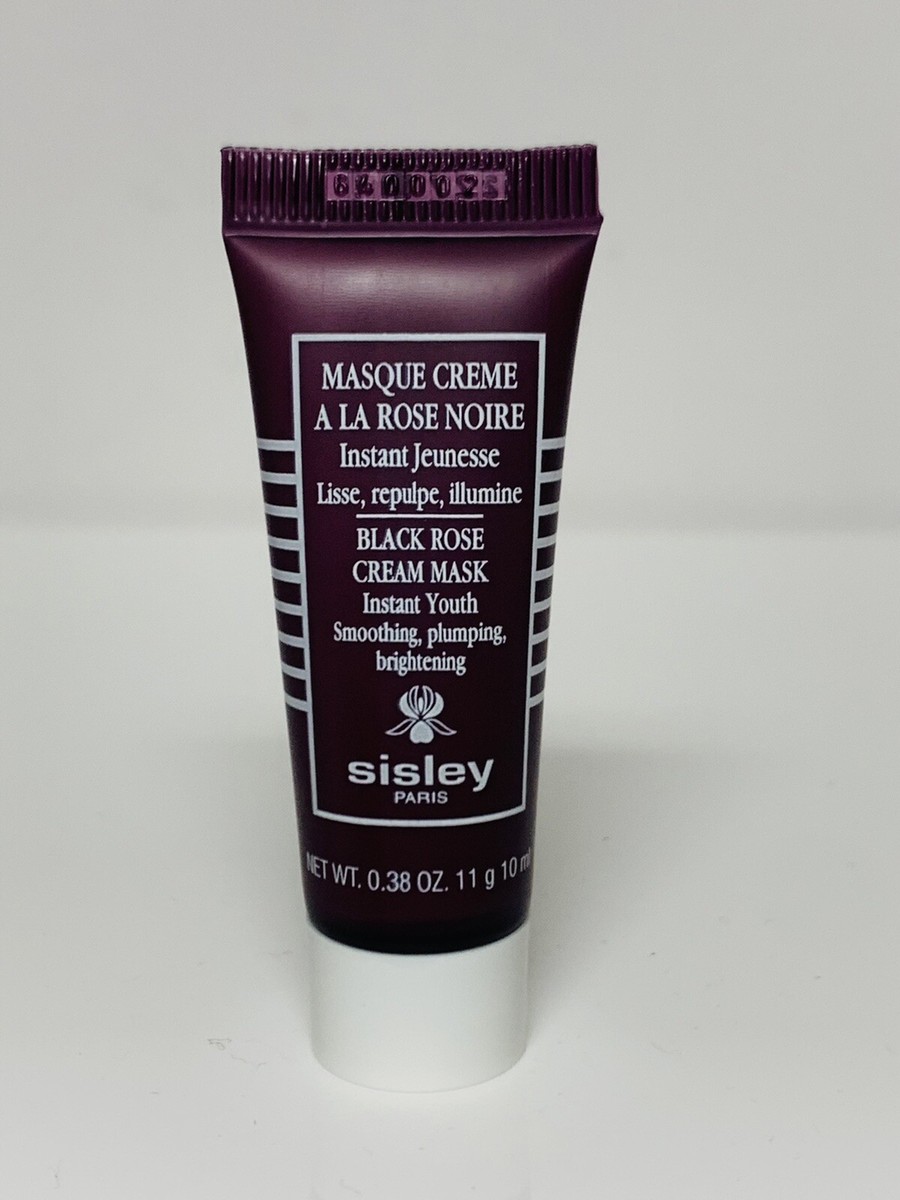 MASQUE CREME
A LA ROSE NOIRE
Instant Jeunesse
Lisse, repulpe, illumine
BLACK ROSE
CREAM MASK
Instant Youth
Smoothing, plumping,
brightening
sisley
PARIS
NET WT. 0.38 OZ. 11 g 10 ml